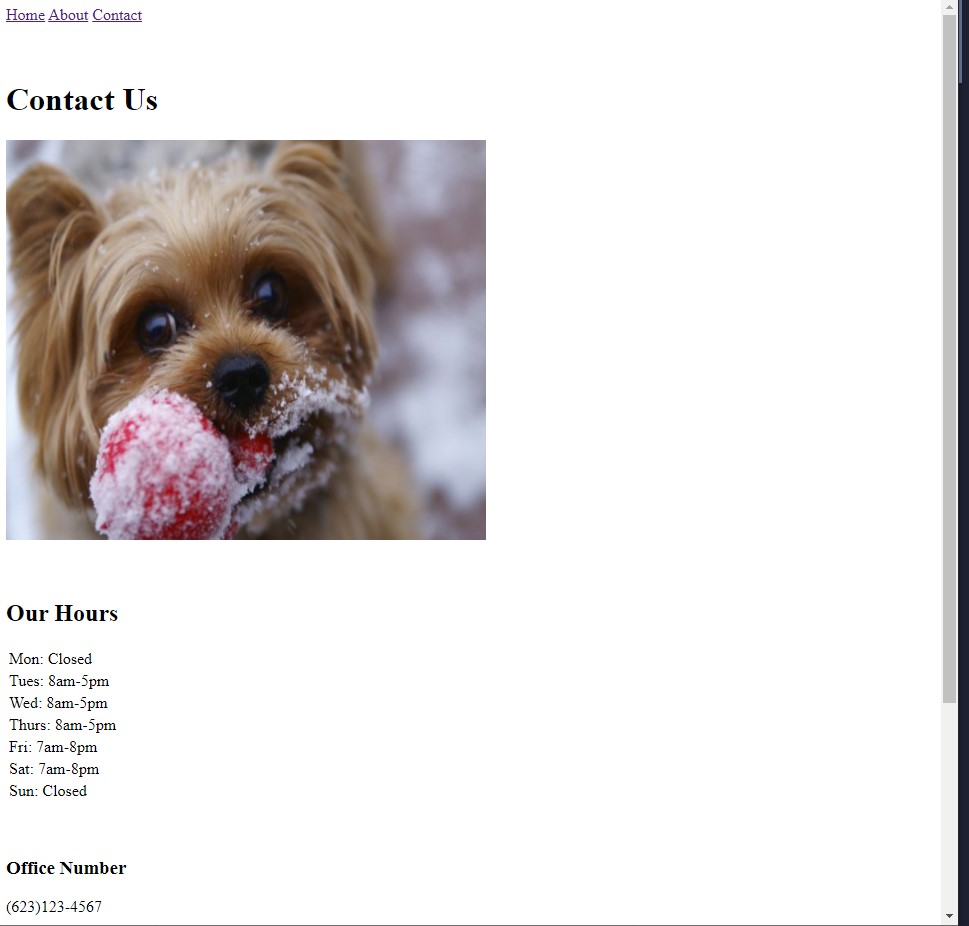 Home About Contact
Contact Us
Our Hours
Mon: Closed
Tues: 8am-5pm
Wed: 8am-5pm
Thurs: 8am-5pm
Fri: 7am-8pm
Sat: 7am-8pm
Sun: Closed
Office Number
(623)123-4567